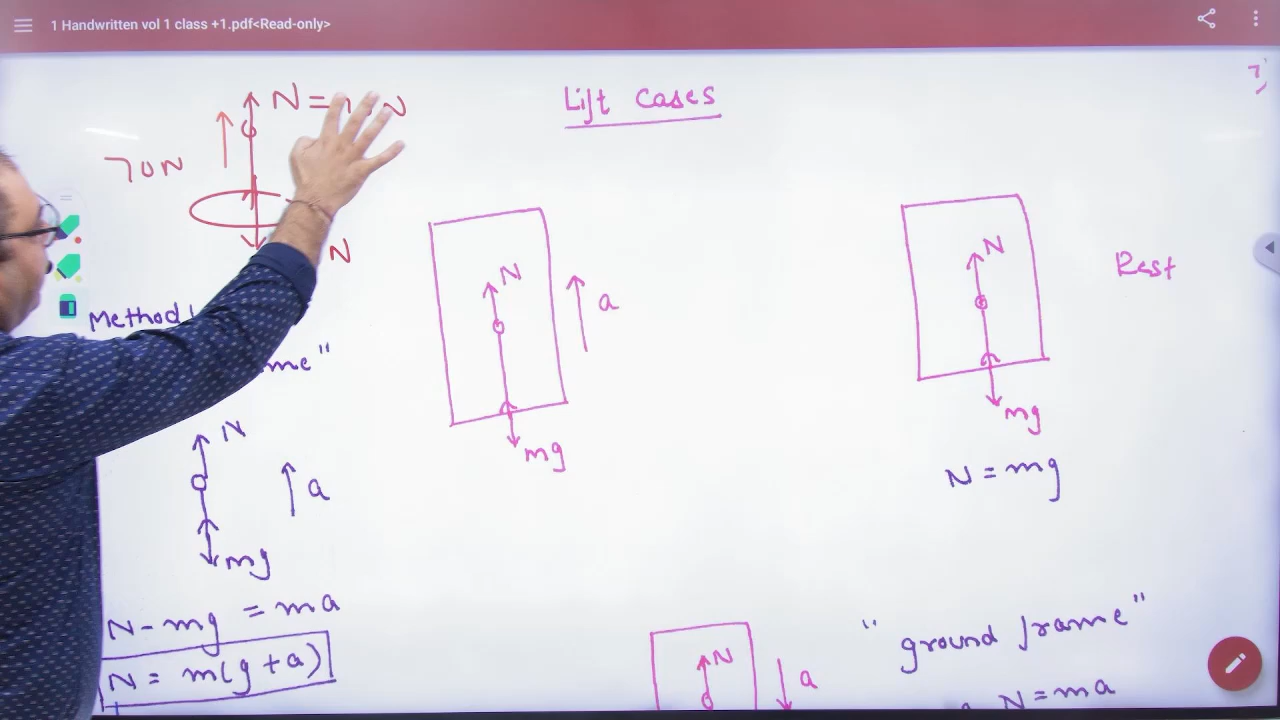 1 Handwritten vol 1 class +1.pdf<Read-only>
Lift Cases
N =
N
70N
N
Method
me"
N
a
mg
N - mg = ma
N = m(g+a)
N
a
mg
N
Rest
mg
N = mg
N
a
"ground frame"
N = ma